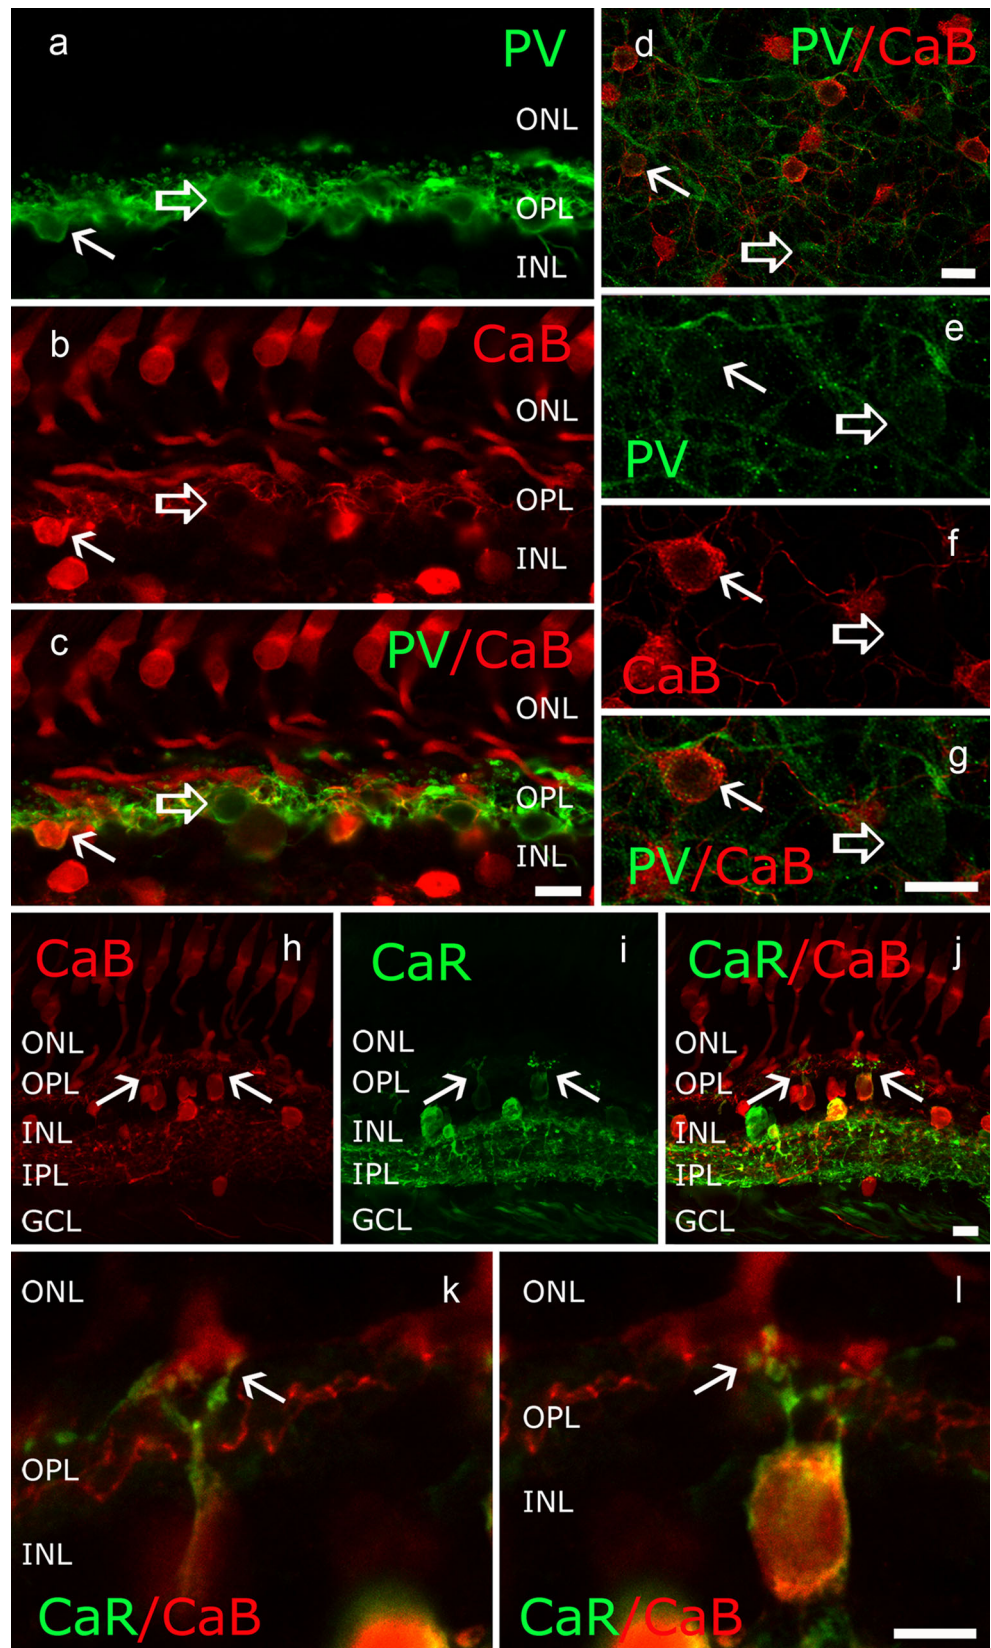 a
PV
ONL
OPL
INL
b
CaB
ONL
OPL
INL
c
PV/CaB
ONL
OPL
INL
d
PV/CaB
e
PV
f
CaB
g
PV/CaB
h
CaB
ONL
OPL
INL
IPL
GCL
i
CaR
ONL
OPL
INL
IPL
GCL
j
CaR/CaB
ONL
OPL
INL
IPL
GCL
k
ONL
OPL
INL
CaR/CaB
l
ONL
OPL
INL
CaR/CaB